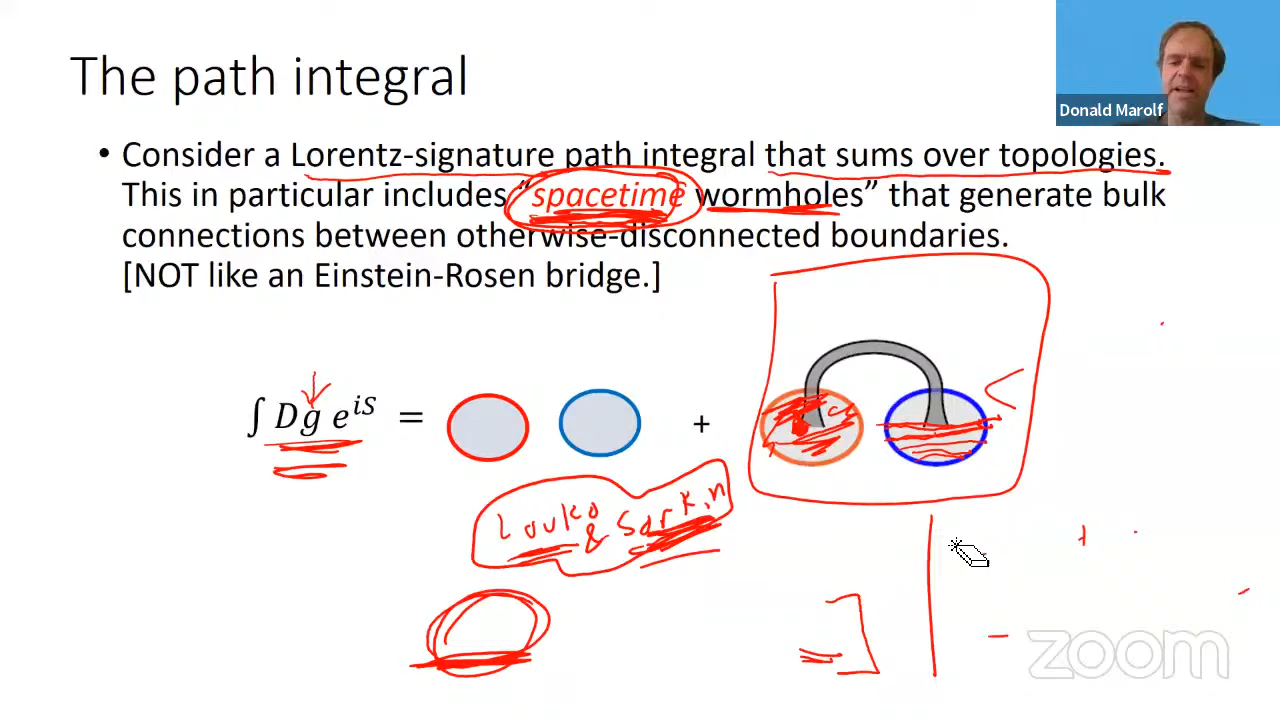 The path integral
Donald Marolf
• Consider a Lorentz-signature path integral that sums over topologies.
This in particular includes “spacetime wormholes” that generate bulk
connections between otherwise-disconnected boundaries.
[NOT like an Einstein-Rosen bridge.]
∫ Dg e^{iS} = +
Louko
& Sorkin
+
zoom